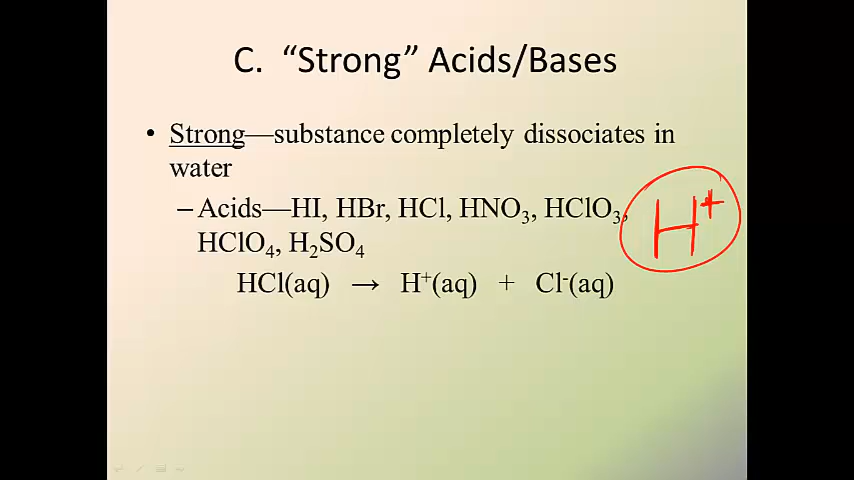 C. “Strong” Acids/Bases
• Strong—substance completely dissociates in
water
– Acids—HI, HBr, HCl, HNO₃, HClO₃,
HClO₄, H₂SO₄
H⁺
HCl(aq) → H⁺(aq) + Cl⁻(aq)